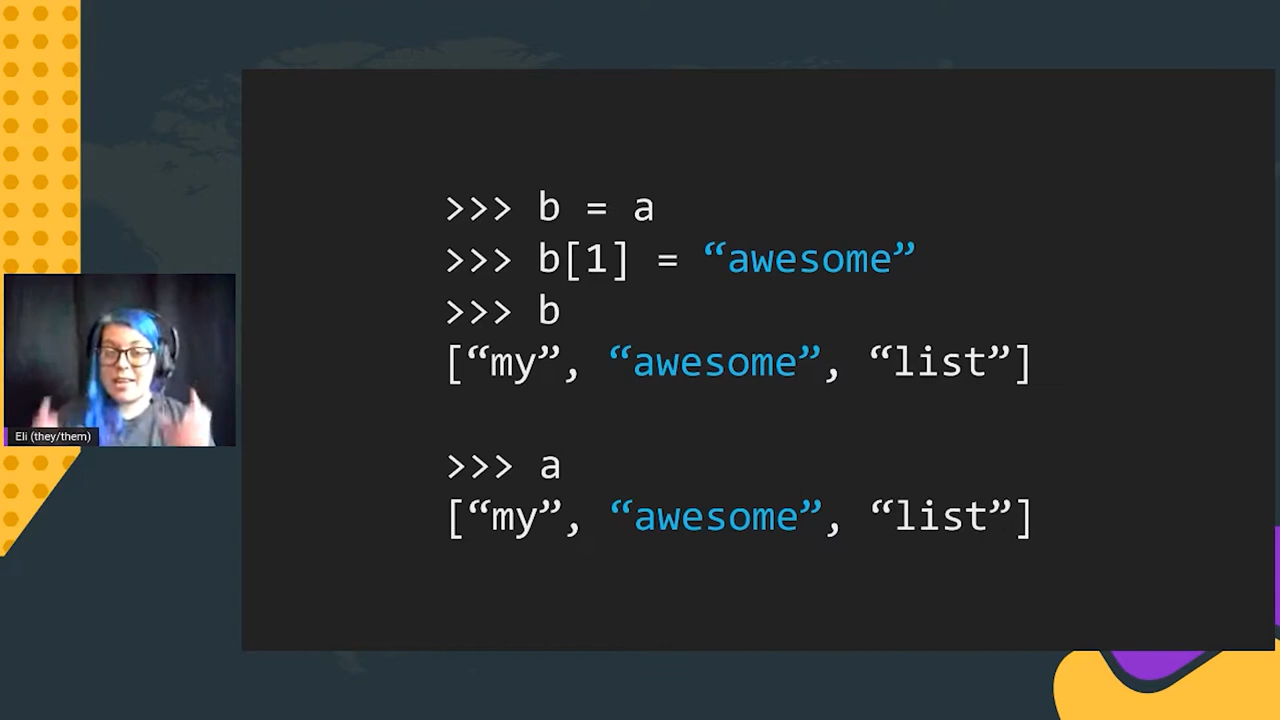 >>> b = a
>>> b[1] = “awesome”
>>> b
[“my”, “awesome”, “list”]
>>> a
[“my”, “awesome”, “list”]
Eli (they/them)